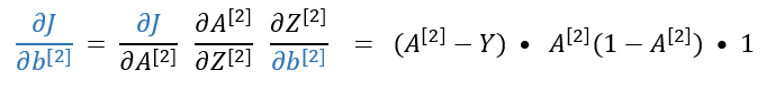 ∂J/∂b[2] = ∂J/∂A[2] ∂A[2]/∂Z[2] ∂Z[2]/∂b[2] = (A[2] − Y) • A[2](1 − A[2]) • 1